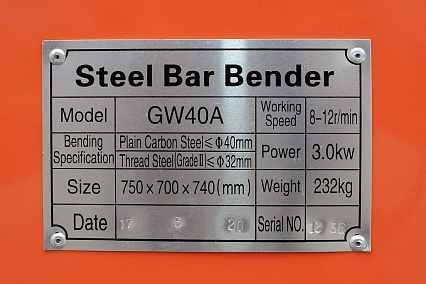 Steel Bar Bender
Model GW40A Working Speed 8-12r/min
Bending Specification Plain Carbon Steel≤Φ40mm
Thread Steel(GradeⅡ)≤Φ32mm Power 3.0kw
Size 750×700×740(mm) Weight 232kg
Date 17 20 Serial NO.